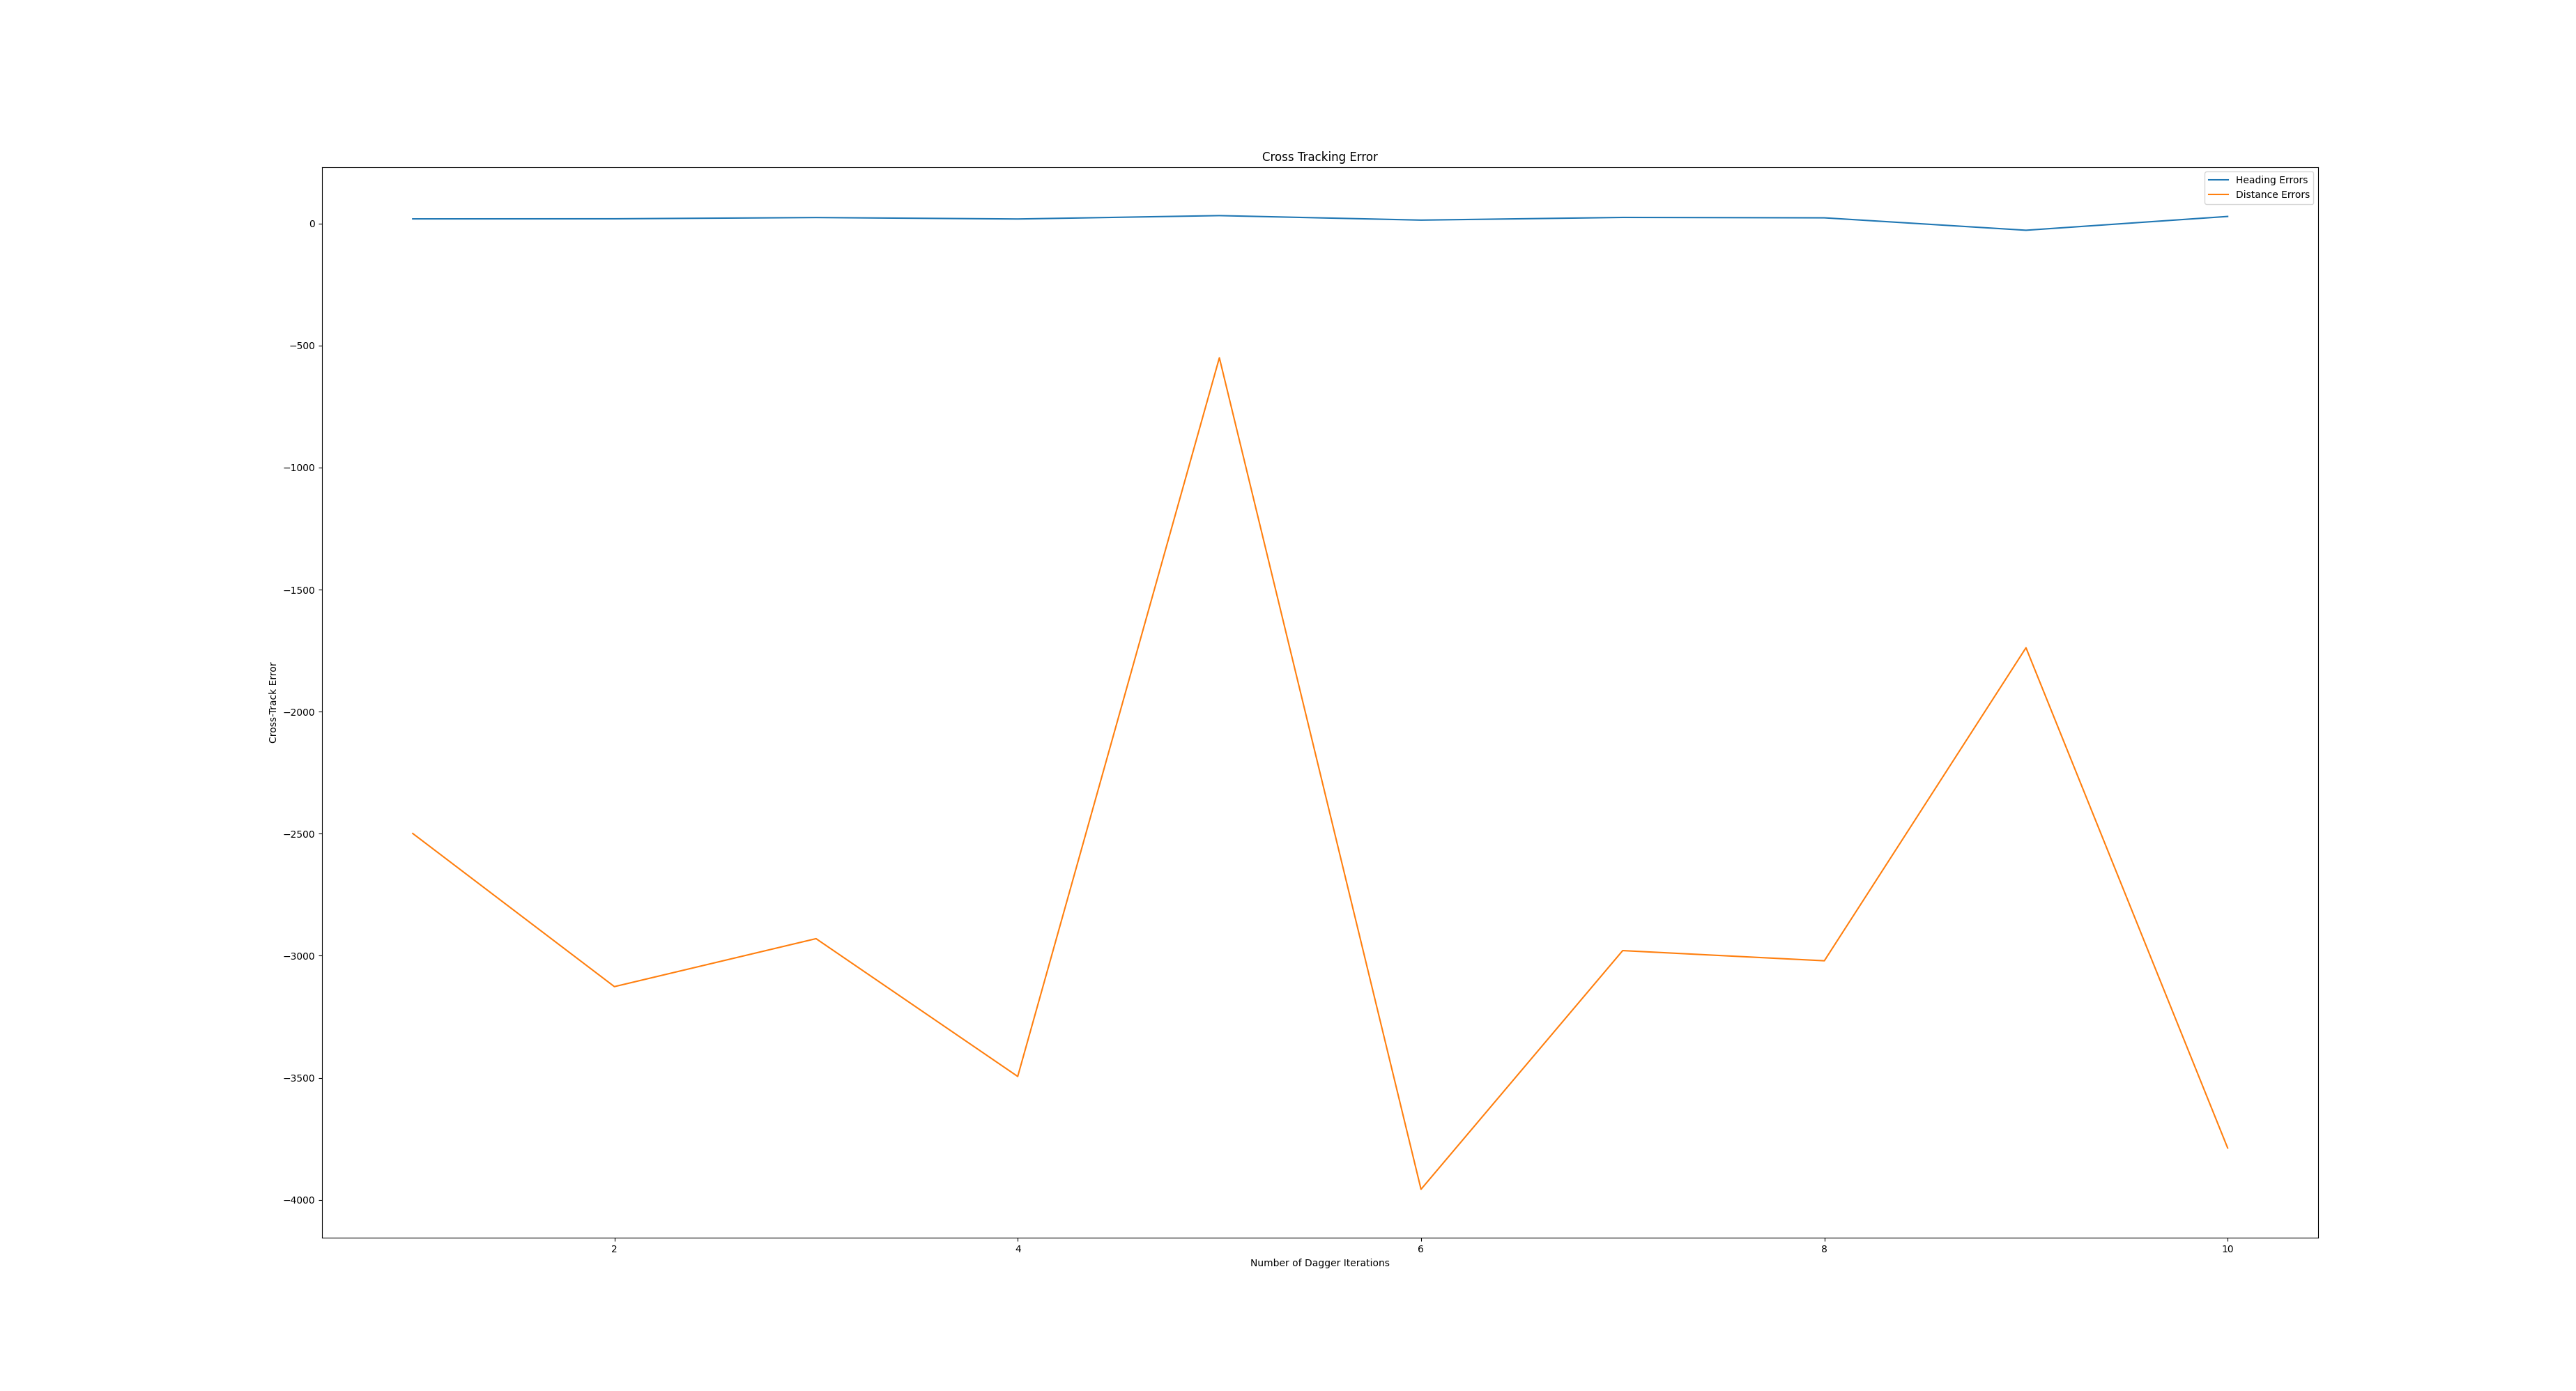 Cross Tracking Error
Heading Errors
Distance Errors
0
−500
−1000
−1500
−2000
−2500
−3000
−3500
−4000
Cross-Track Error
2 4 6 8 10
Number of Dagger Iterations